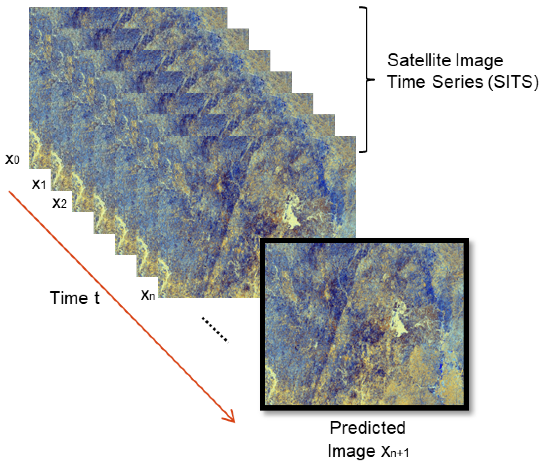 Satellite Image
Time Series (SITS)
x0
x1
x2
xn
Time t
Predicted
Image xn+1